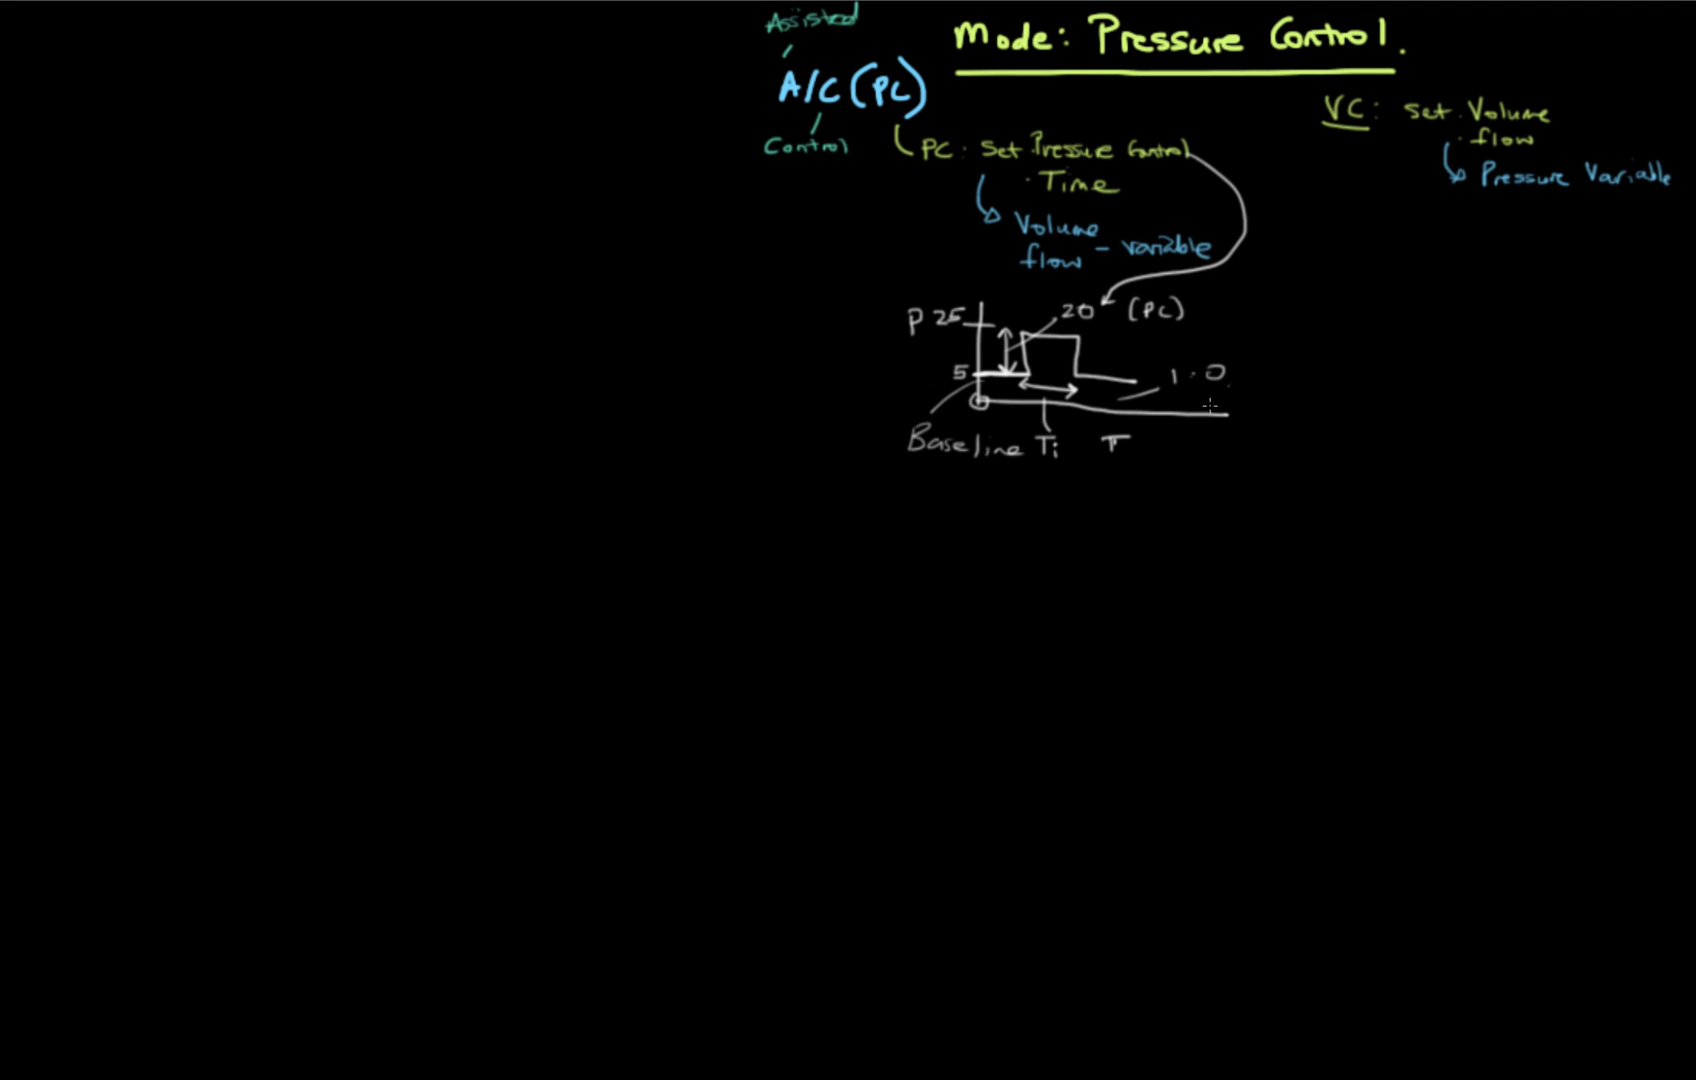 Assisted
Mode: Pressure Control.
A/C (PC)
VC: Set. Volume
. flow
Control
PC: Set Pressure Control
. Time
Pressure Variable
Volume
flow - variable
P 25
20 (PC)
5
1.0
Baseline Ti T